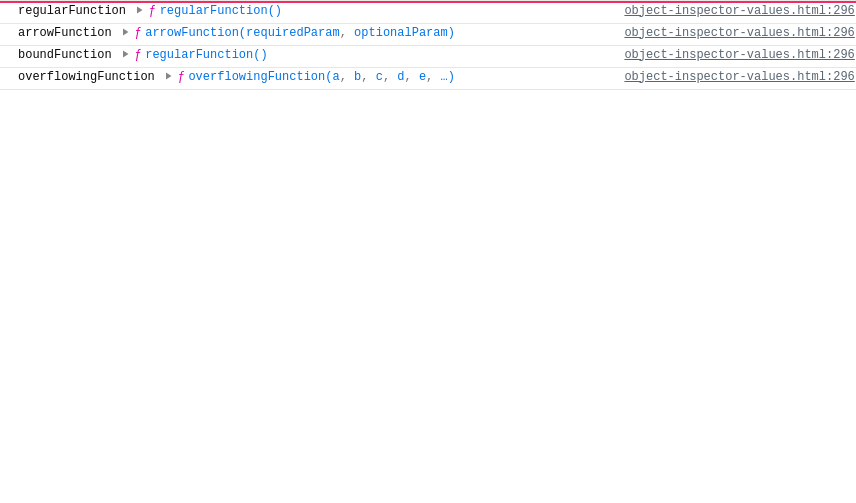 regularFunction ▶ ƒ regularFunction() object-inspector-values.html:296
arrowFunction ▶ ƒ arrowFunction(requiredParam, optionalParam) object-inspector-values.html:296
boundFunction ▶ ƒ regularFunction() object-inspector-values.html:296
overflowingFunction ▶ ƒ overflowingFunction(a, b, c, d, e, …) object-inspector-values.html:296